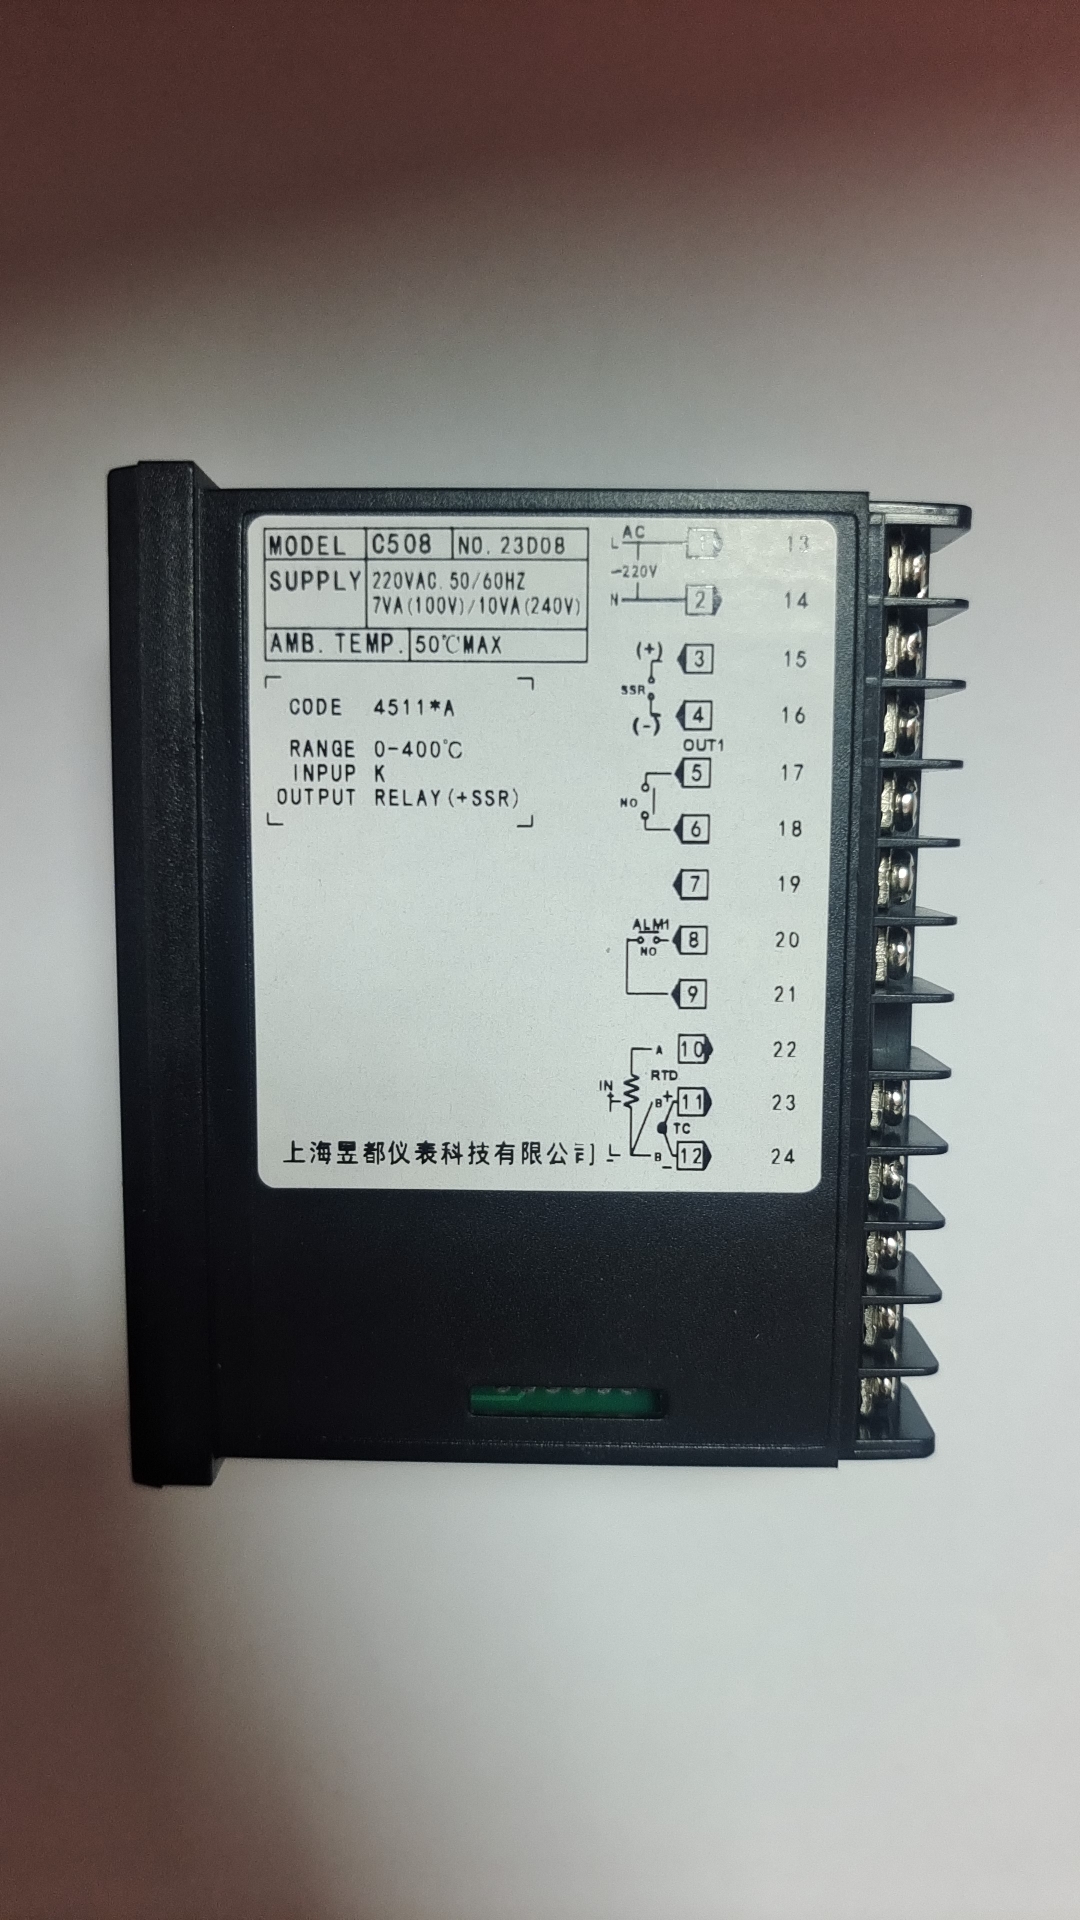 MODEL C508 NO. 23D08
SUPPLY 220VAC. 50/60HZ
7VA(100V)/10VA(240V)
AMB. TEMP. 50℃MAX
CODE 4511*A
RANGE 0-400℃
INPUP K
OUTPUT RELAY(+SSR)
上海昱都仪表科技有限公司
L AC 1 13
~220V
N 2 14
(+) 3 15
SSR
(-) 4 16
OUT1
5 17
NO
6 18
7 19
ALM1 8 20
NO
9 21
A 10 22
RTD
IN B + 11 23
TC
B - 12 24